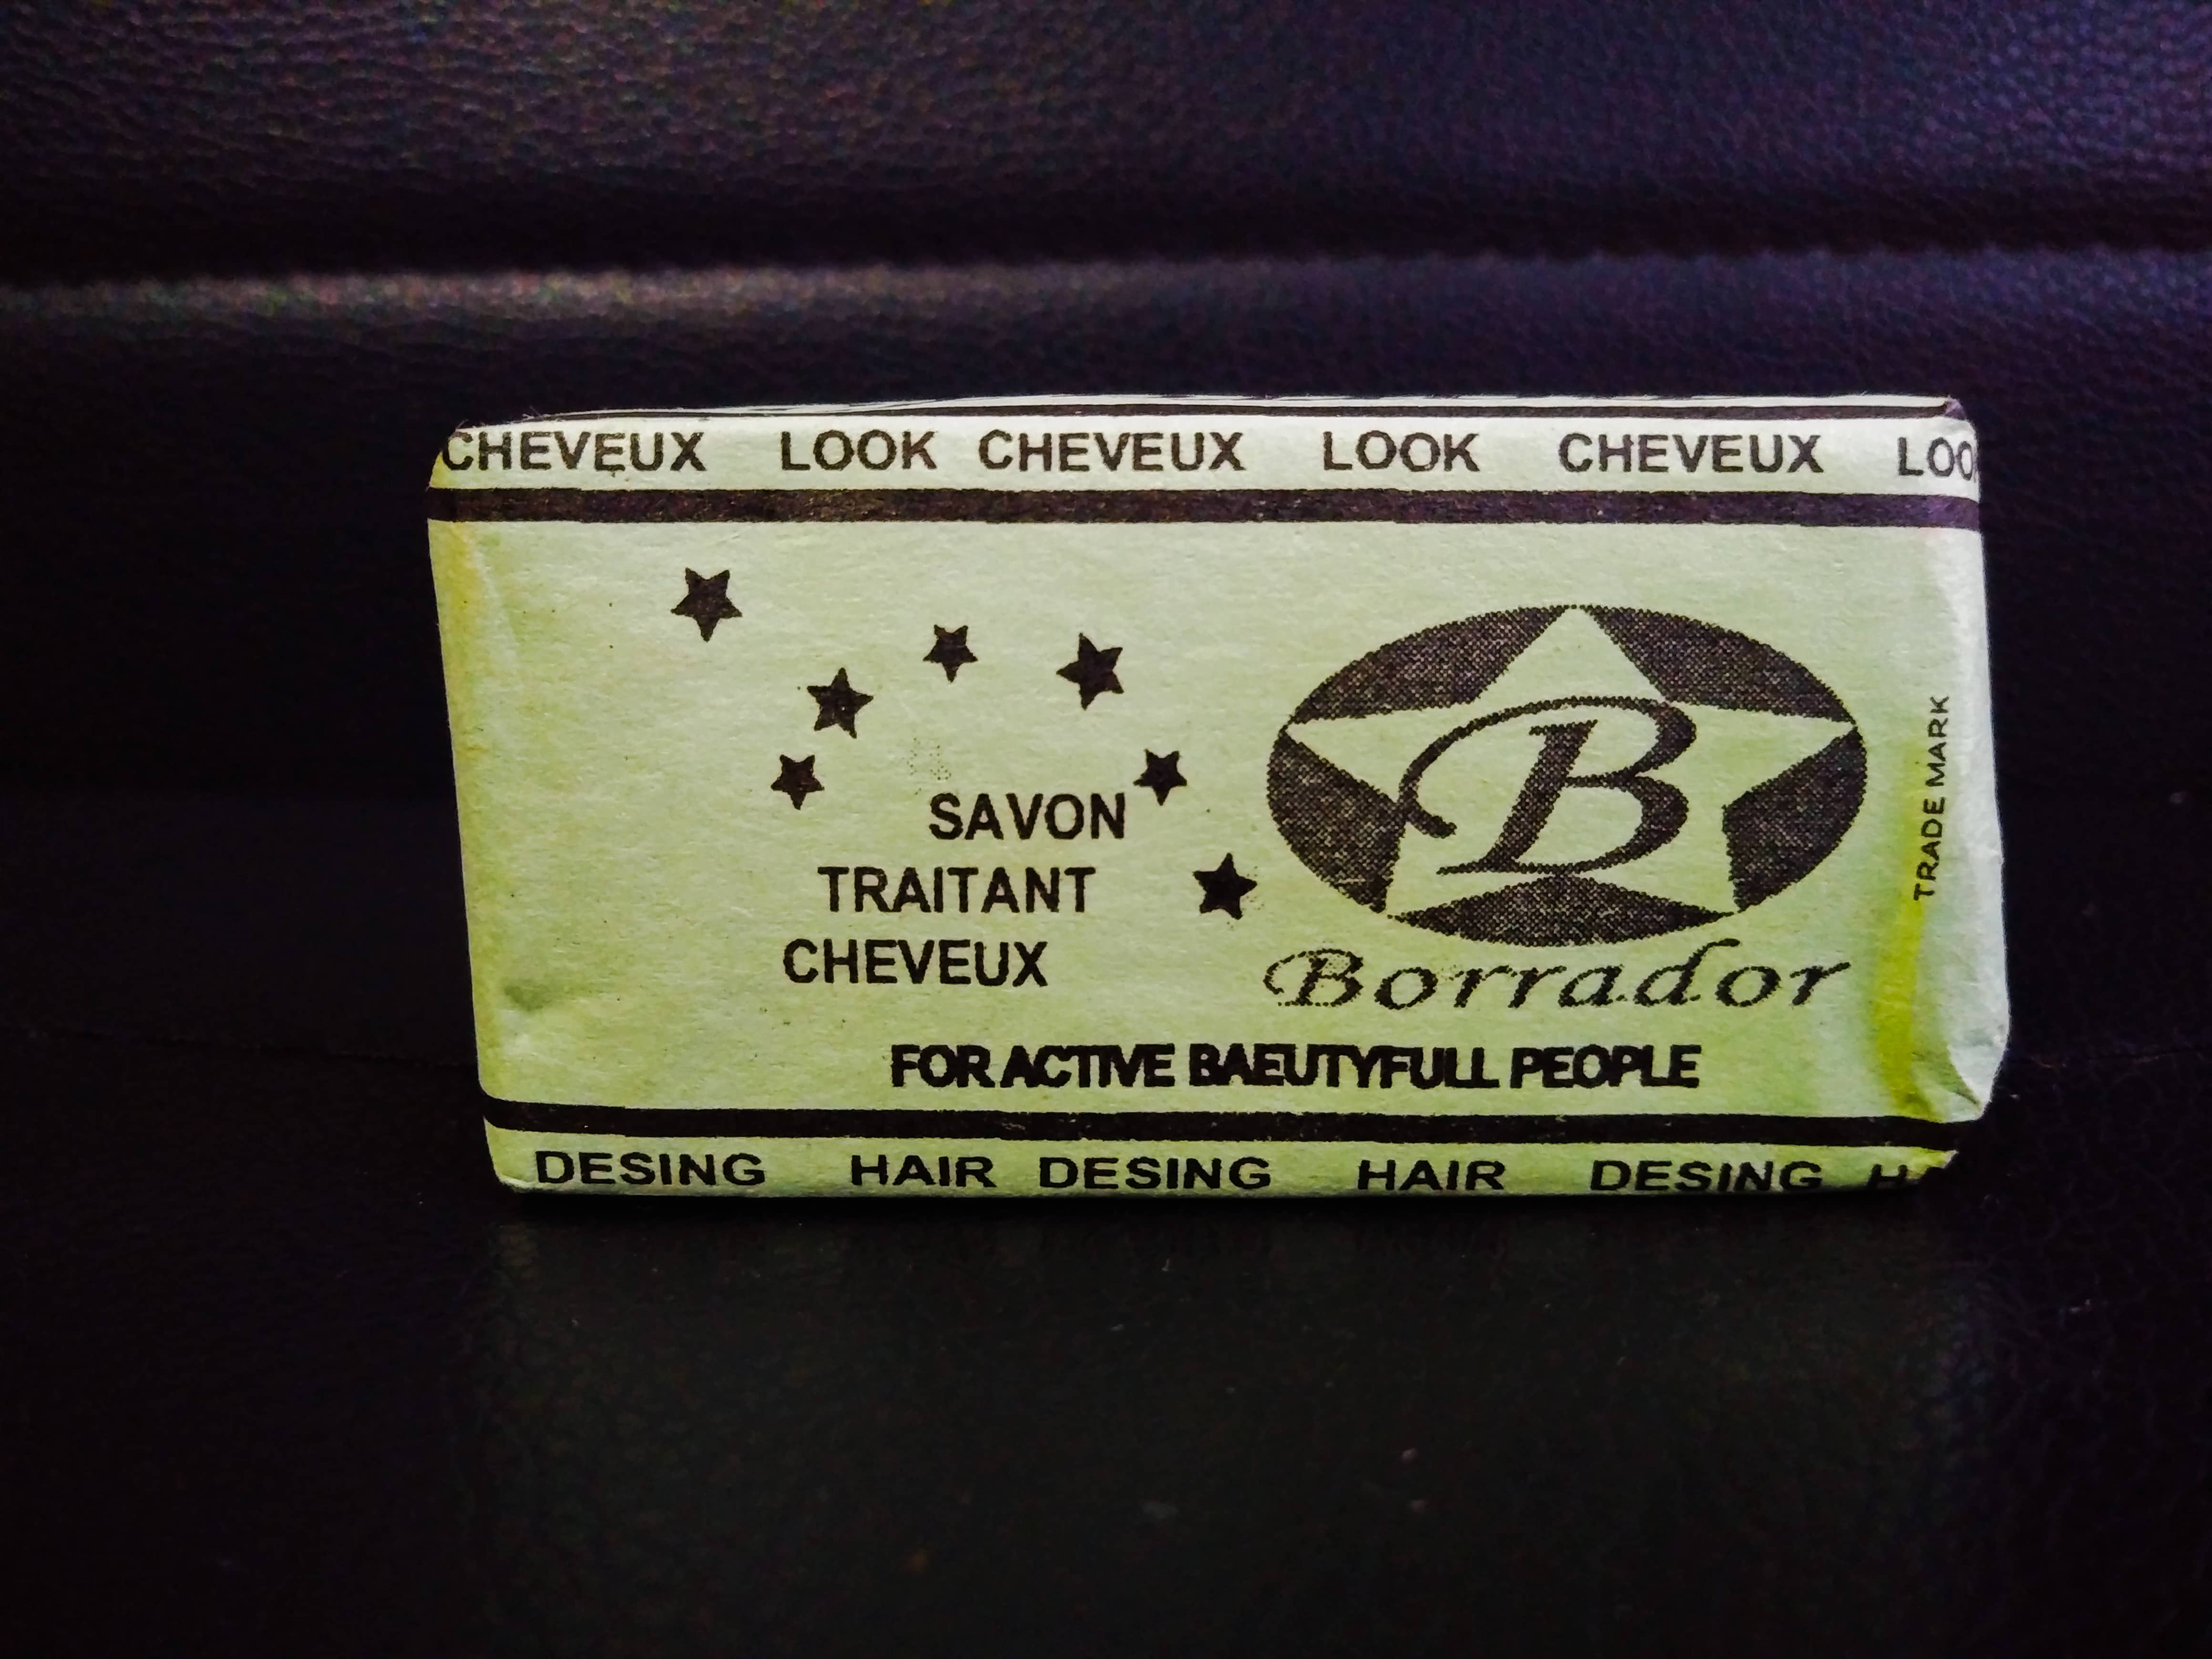 CHEVEUX LOOK CHEVEUX LOOK CHEVEUX LOOK
SAVON
TRAITANT
CHEVEUX
B
Borrador
TRADE MARK
FOR ACTIVE BAEUTYFULL PEOPLE
DESING HAIR DESING HAIR DESING